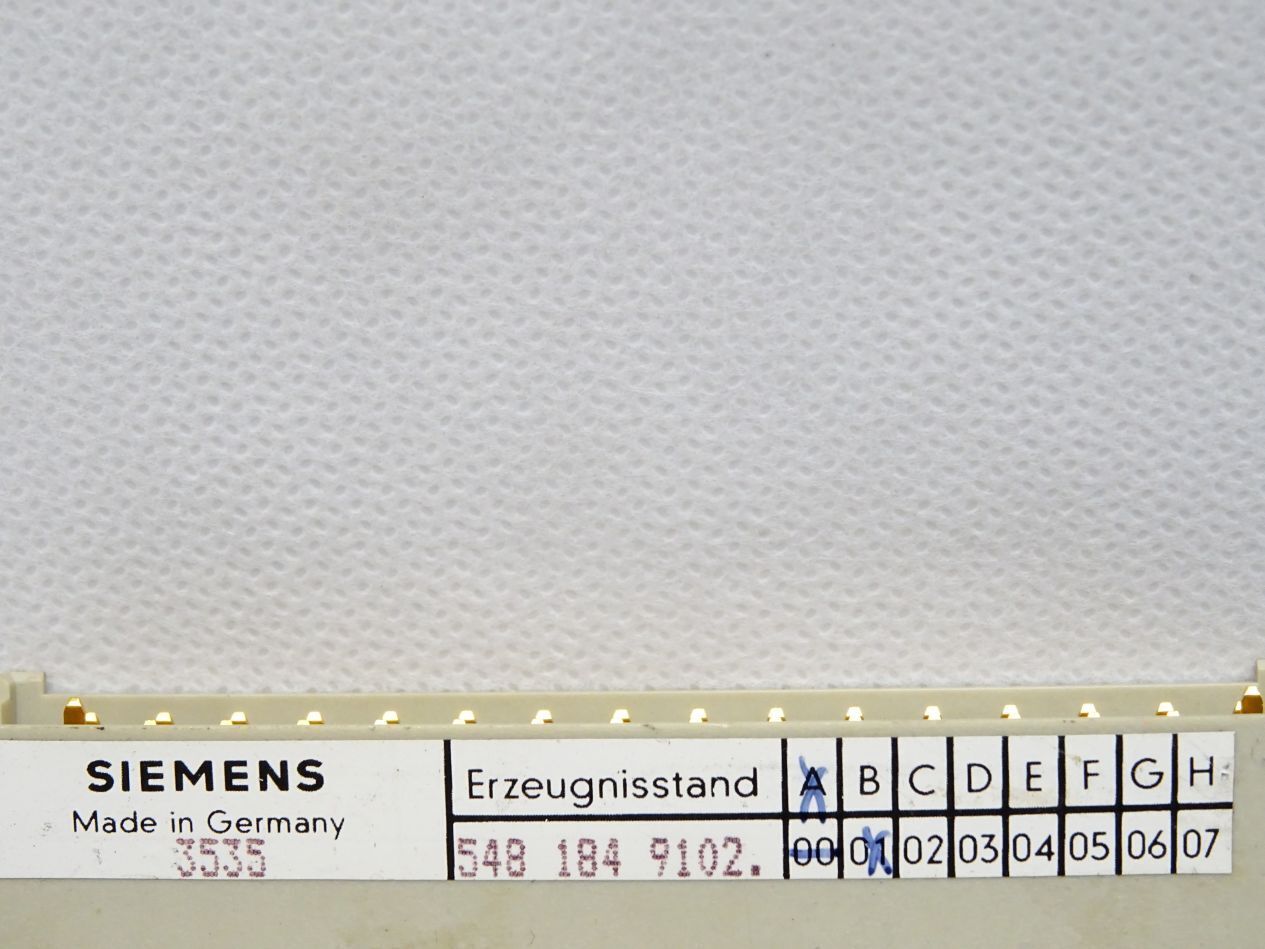 SIEMENS
Made in Germany
3535
Erzeugnisstand
548 184 9102.
A B C D E F G H
00 01 02 03 04 05 06 07